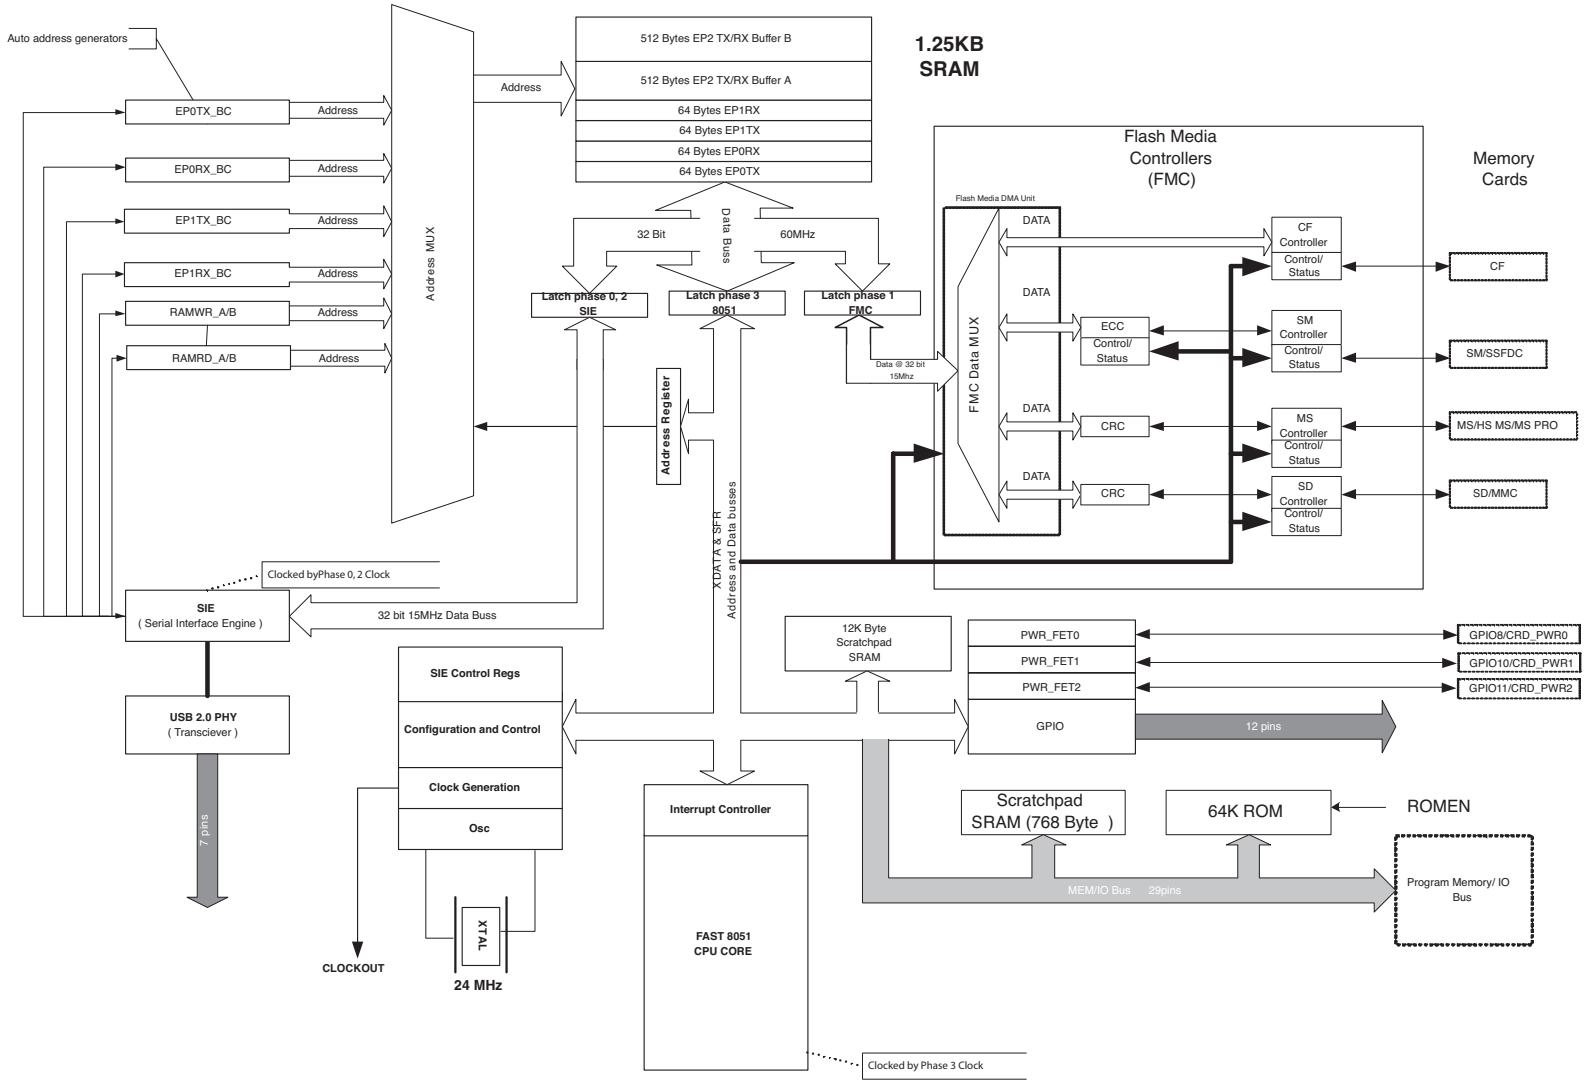 Auto address generators
EP0TX_BC
Address
EP0RX_BC
Address
EP1TX_BC
Address
EP1RX_BC
Address
RAMWR_A/B
Address
RAMRD_A/B
Address
Address MUX
Address
512 Bytes EP2 TX/RX Buffer B
512 Bytes EP2 TX/RX Buffer A
64 Bytes EP1RX
64 Bytes EP1TX
64 Bytes EP0RX
64 Bytes EP0TX
1.25KB
SRAM
32 Bit
Data Buss
60MHz
Latch phase 0, 2
SIE
Latch phase 3
8051
Latch phase 1
FMC
Data @ 32 bit
15Mhz
Address Register
Flash Media
Controllers
(FMC)
Flash Media DMA Unit
FMC Data MUX
DATA
DATA
DATA
DATA
ECC
Control/
Status
CRC
CRC
CF
Controller
Control/
Status
SM
Controller
Control/
Status
MS
Controller
Control/
Status
SD
Controller
Control/
Status
Memory
Cards
CF
SM/SSFDC
MS/HS MS/MS PRO
SD/MMC
XDATA & SFR
Address and Data busses
Clocked byPhase 0, 2 Clock
SIE
( Serial Interface Engine )
32 bit 15MHz Data Buss
USB 2.0 PHY
( Transciever )
7 pins
SIE Control Regs
Configuration and Control
Clock Generation
Osc
XTAL
24 MHz
CLOCKOUT
12K Byte
Scratchpad
SRAM
PWR_FET0
PWR_FET1
PWR_FET2
GPIO
GPIO8/CRD_PWR0
GPIO10/CRD_PWR1
GPIO11/CRD_PWR2
12 pins
Interrupt Controller
FAST 8051
CPU CORE
Clocked by Phase 3 Clock
Scratchpad
SRAM (768 Byte )
64K ROM
ROMEN
MEM/IO Bus 29pins
Program Memory/ IO
Bus